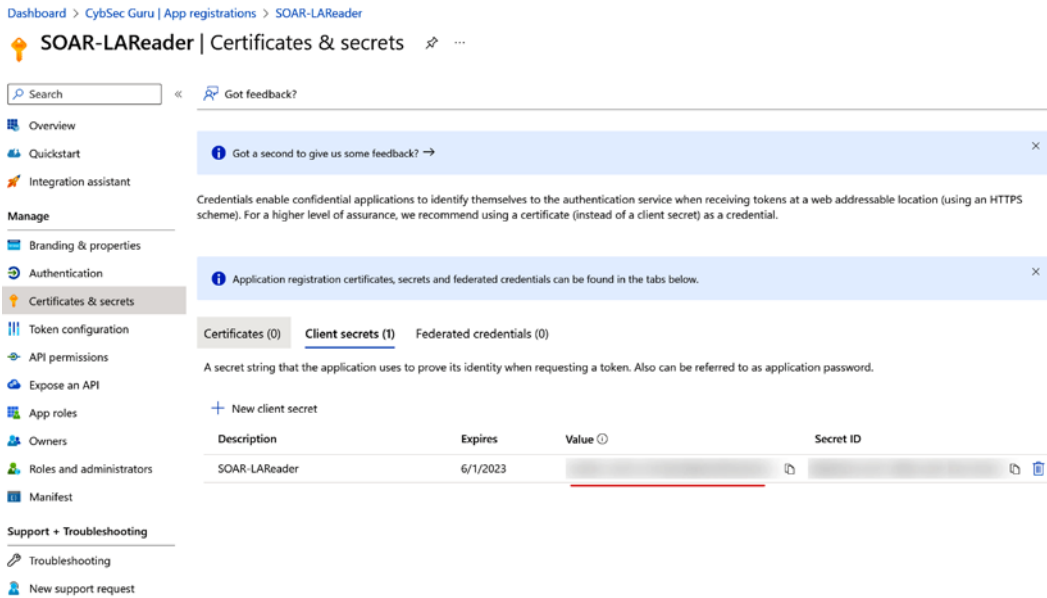 Dashboard > CybSec Guru | App registrations > SOAR-LAReader
SOAR-LAReader | Certificates & secrets
Search
Got feedback?
Overview
Quickstart
Integration assistant
Manage
Branding & properties
Authentication
Certificates & secrets
Token configuration
API permissions
Expose an API
App roles
Owners
Roles and administrators
Manifest
Support + Troubleshooting
Troubleshooting
New support request
Got a second to give us some feedback?
Credentials enable confidential applications to identify themselves to the authentication service when receiving tokens at a web addressable location (using an HTTPS
scheme). For a higher level of assurance, we recommend using a certificate (instead of a client secret) as a credential.
Application registration certificates, secrets and federated credentials can be found in the tabs below.
Certificates (0) Client secrets (1) Federated credentials (0)
A secret string that the application uses to prove its identity when requesting a token. Also can be referred to as application password.
New client secret
Description Expires Value Secret ID
SOAR-LAReader 6/1/2023